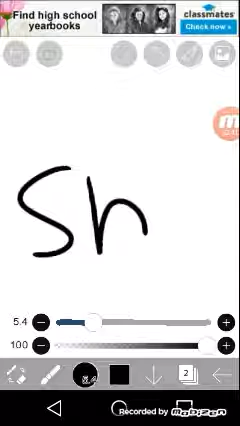 Find high school
yearbooks
classmates
Check now »
Sh
5.4
100
2
Recorded by Mobizen